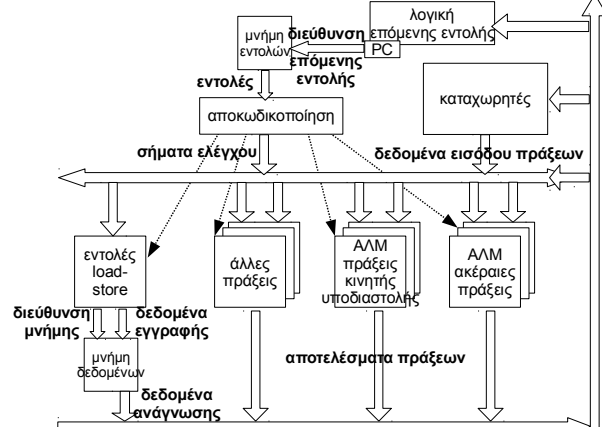 μνήμη
εντολών
διεύθυνση
επόμενης
εντολής
λογική
επόμενης εντολής
PC
εντολές
αποκωδικοποίηση
καταχωρητές
σήματα ελέγχου
δεδομένα εισόδου πράξεων
εντολές
load-
store
άλλες
πράξεις
ΑΛΜ
πράξεις
κινητής
υποδιαστολής
ΑΛΜ
ακέραιες
πράξεις
διεύθυνση
μνήμης
δεδομένα
εγγραφής
μνήμη
δεδομένων
αποτελέσματα πράξεων
δεδομένα
ανάγνωσης